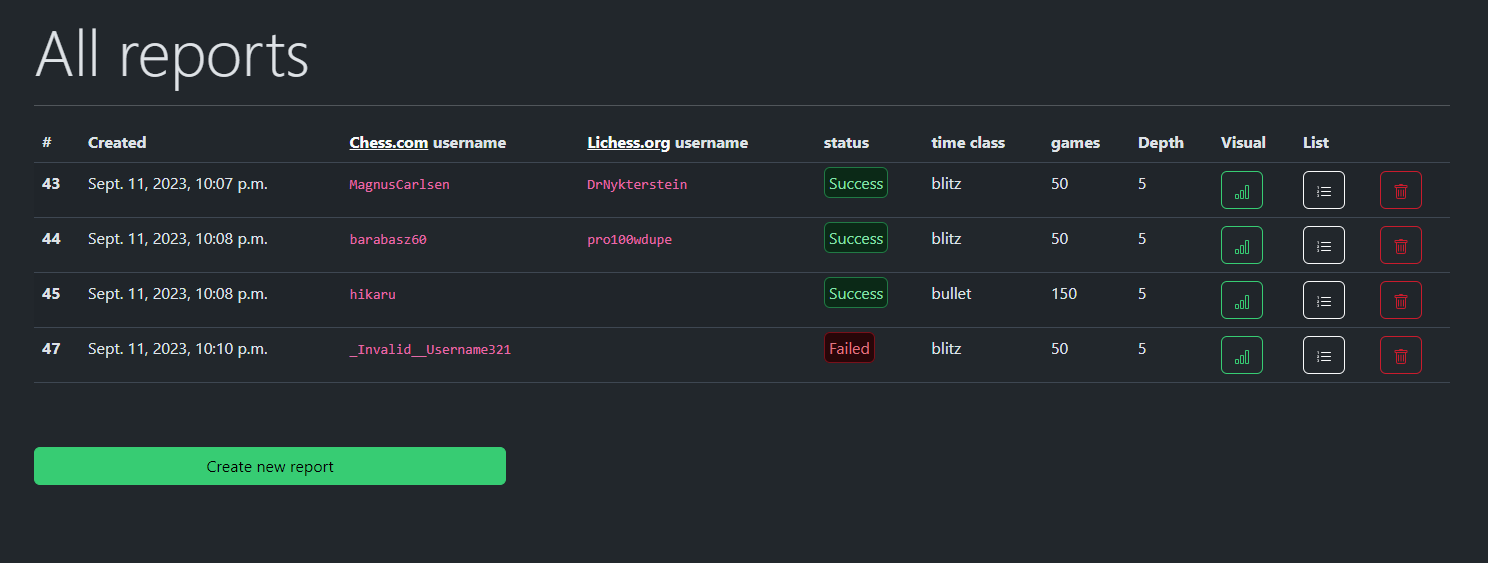 All reports
# Created Chess.com username Lichess.org username status time class games Depth Visual List
43 Sept. 11, 2023, 10:07 p.m. MagnusCarlsen DrNykterstein Success blitz 50 5
44 Sept. 11, 2023, 10:08 p.m. barabasz60 pro100wdupe Success blitz 50 5
45 Sept. 11, 2023, 10:08 p.m. hikaru Success bullet 150 5
47 Sept. 11, 2023, 10:10 p.m. _Invalid__Username321 Failed blitz 50 5
Create new report